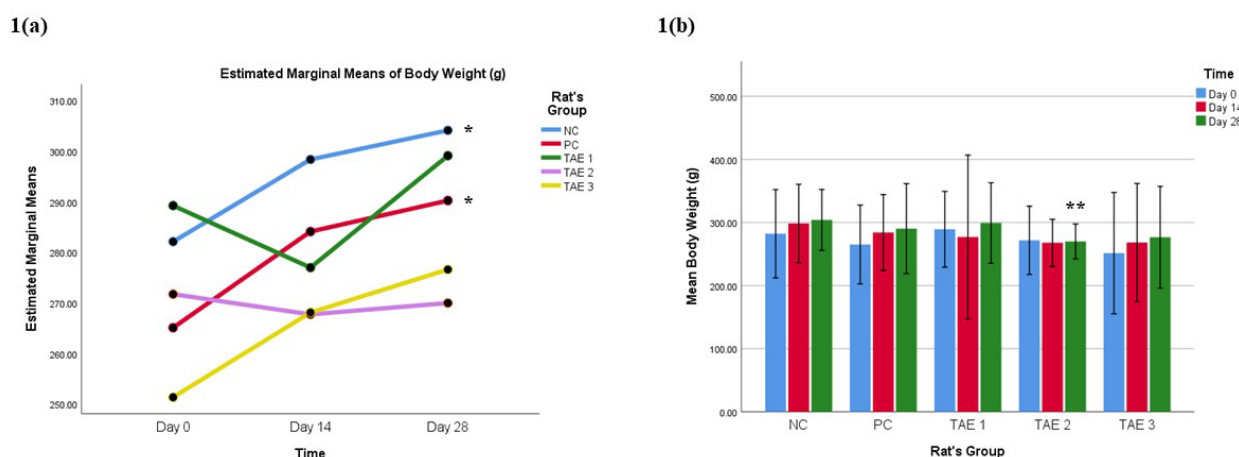 1(a)
Estimated Marginal Means of Body Weight (g)
310.00
300.00
290.00
280.00
270.00
260.00
250.00
Estimated Marginal Means
Day 0
Day 14
Day 28
Time
Rat's
Group
NC
PC
TAE 1
TAE 2
TAE 3
*
*
1(b)
500.00
400.00
300.00
200.00
100.00
0.00
Mean Body Weight (g)
**
NC
PC
TAE 1
TAE 2
TAE 3
Rat's Group
Time
Day 0
Day 14
Day 28